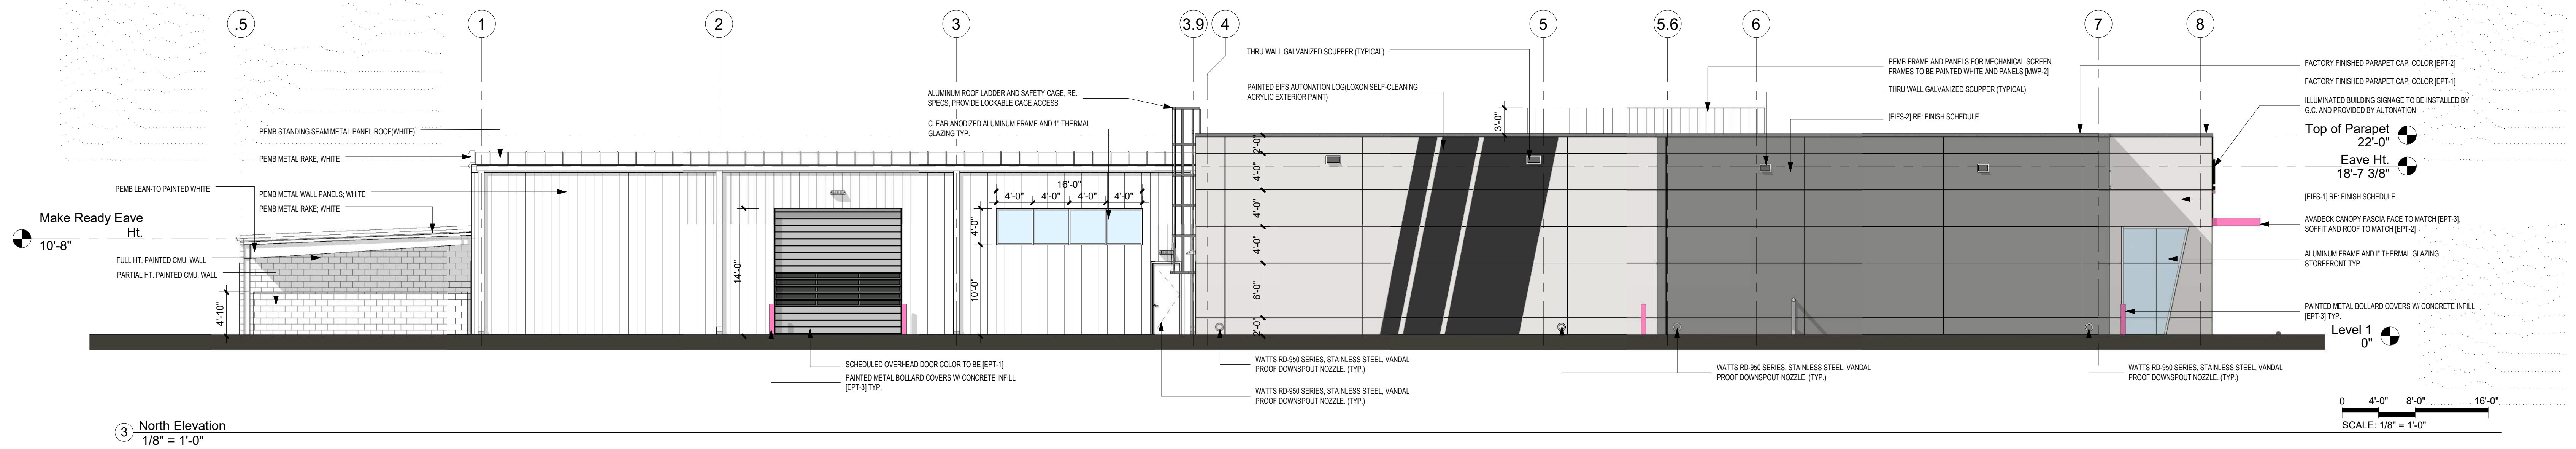 .5
1
2
3
3.9
4
5
5.6
6
7
8
THRU WALL GALVANIZED SCUPPER (TYPICAL)
PEMB FRAME AND PANELS FOR MECHANICAL SCREEN.
FRAMES TO BE PAINTED WHITE AND PANELS [MWP-2]
FACTORY FINISHED PARAPET CAP; COLOR [EPT-2]
FACTORY FINISHED PARAPET CAP; COLOR [EPT-1]
ALUMINUM ROOF LADDER AND SAFETY CAGE, RE:
SPECS, PROVIDE LOCKABLE CAGE ACCESS
PAINTED EIFS AUTONATION LOG(LOXON SELF-CLEANING
ACRYLIC EXTERIOR PAINT)
THRU WALL GALVANIZED SCUPPER (TYPICAL)
ILLUMINATED BUILDING SIGNAGE TO BE INSTALLED BY
G.C. AND PROVIDED BY AUTONATION
CLEAR ANODIZED ALUMINUM FRAME AND 1" THERMAL
GLAZING TYP.
3'-0"
[EIFS-2] RE: FINISH SCHEDULE
PEMB STANDING SEAM METAL PANEL ROOF(WHITE)
Top of Parapet
22'-0"
PEMB METAL RAKE; WHITE
2'-0"
Eave Ht.
18'-7 3/8"
4'-0"
PEMB LEAN-TO PAINTED WHITE
PEMB METAL WALL PANELS; WHITE
PEMB METAL RAKE; WHITE
16'-0"
4'-0"
4'-0"
4'-0"
4'-0"
[EIFS-1] RE: FINISH SCHEDULE
Make Ready Eave
Ht.
10'-8"
4'-0"
4'-0"
AVADECK CANOPY FASCIA FACE TO MATCH [EPT-3],
SOFFIT AND ROOF TO MATCH [EPT-2]
FULL HT. PAINTED CMU. WALL
PARTIAL HT. PAINTED CMU. WALL
14'-0"
4'-0"
ALUMINUM FRAME AND I" THERMAL GLAZING
STOREFRONT TYP.
4'-10"
10'-0"
6'-0"
2'-0"
PAINTED METAL BOLLARD COVERS W/ CONCRETE INFILL
[EPT-3] TYP.
Level 1
0"
SCHEDULED OVERHEAD DOOR COLOR TO BE [EPT-1]
PAINTED METAL BOLLARD COVERS W/ CONCRETE INFILL
[EPT-3] TYP.
WATTS RD-950 SERIES, STAINLESS STEEL, VANDAL
PROOF DOWNSPOUT NOZZLE. (TYP.)
WATTS RD-950 SERIES, STAINLESS STEEL, VANDAL
PROOF DOWNSPOUT NOZZLE. (TYP.)
WATTS RD-950 SERIES, STAINLESS STEEL, VANDAL
PROOF DOWNSPOUT NOZZLE. (TYP.)
WATTS RD-950 SERIES, STAINLESS STEEL, VANDAL
PROOF DOWNSPOUT NOZZLE. (TYP.)
0 4'-0" 8'-0" 16'-0"
SCALE: 1/8" = 1'-0"
3
North Elevation
1/8" = 1'-0"